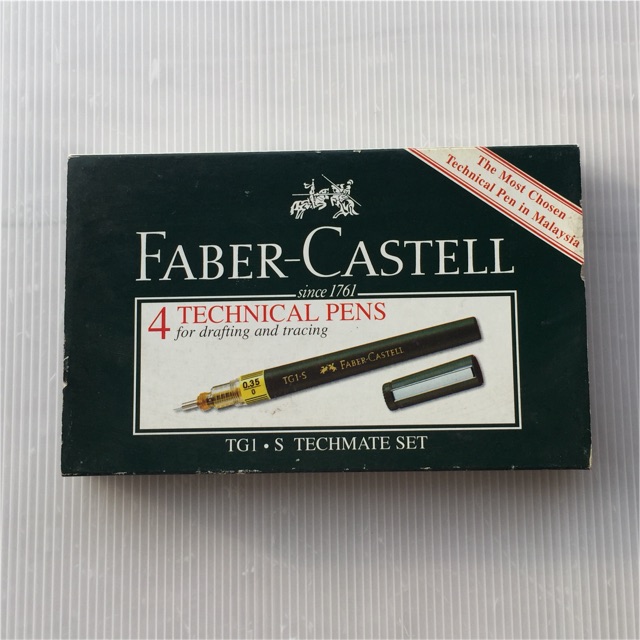 The Most Chosen
Technical Pen in Malaysia
FABER-CASTELL
since 1761
4 TECHNICAL PENS
for drafting and tracing
TG1-S FABER-CASTELL
0.35
0
TG1 • S TECHMATE SET